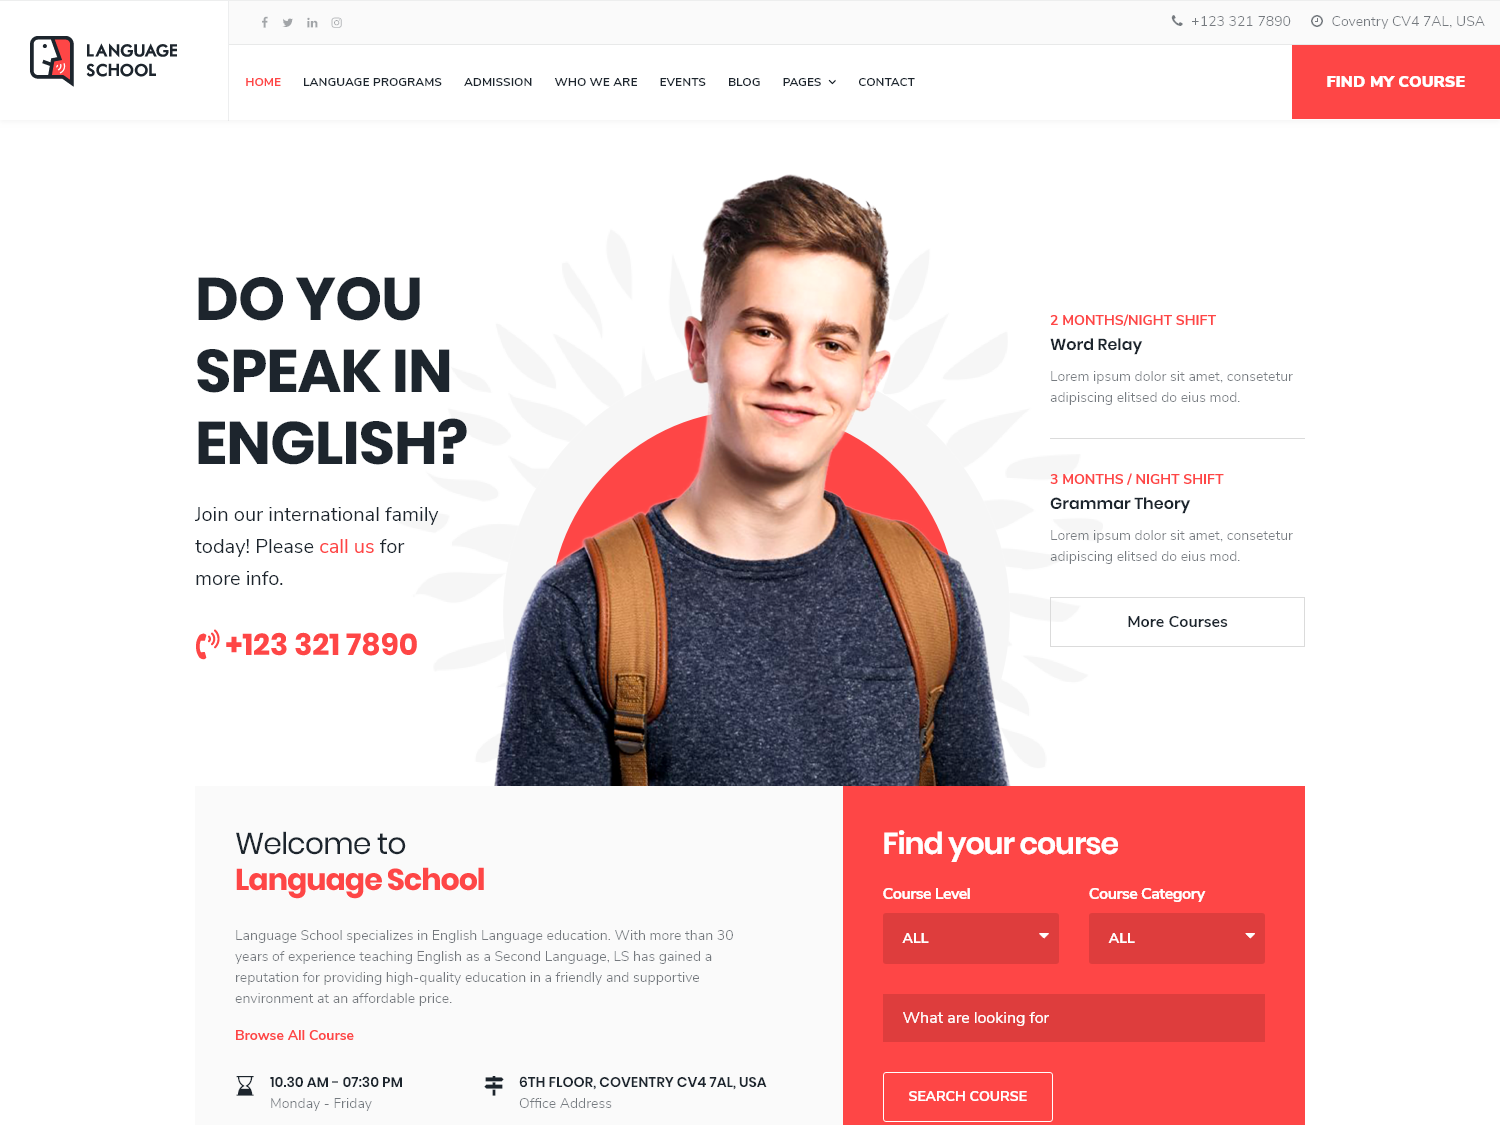 LANGUAGE
SCHOOL
+123 321 7890
Coventry CV4 7AL, USA
HOME
LANGUAGE PROGRAMS
ADMISSION
WHO WE ARE
EVENTS
BLOG
PAGES
CONTACT
FIND MY COURSE
DO YOU
SPEAK IN
ENGLISH?
Join our international family
today! Please call us for
more info.
+123 321 7890
2 MONTHS/NIGHT SHIFT
Word Relay
Lorem ipsum dolor sit amet, consetetur
adipiscing elitsed do eius mod.
3 MONTHS / NIGHT SHIFT
Grammar Theory
Lorem ipsum dolor sit amet, consetetur
adipiscing elitsed do eius mod.
More Courses
Welcome to
Language School
Language School specializes in English Language education. With more than 30
years of experience teaching English as a Second Language, LS has gained a
reputation for providing high-quality education in a friendly and supportive
environment at an affordable price.
Browse All Course
10.30 AM - 07:30 PM
Monday - Friday
6TH FLOOR, COVENTRY CV4 7AL, USA
Office Address
Find your course
Course Level
Course Category
ALL
ALL
What are looking for
SEARCH COURSE